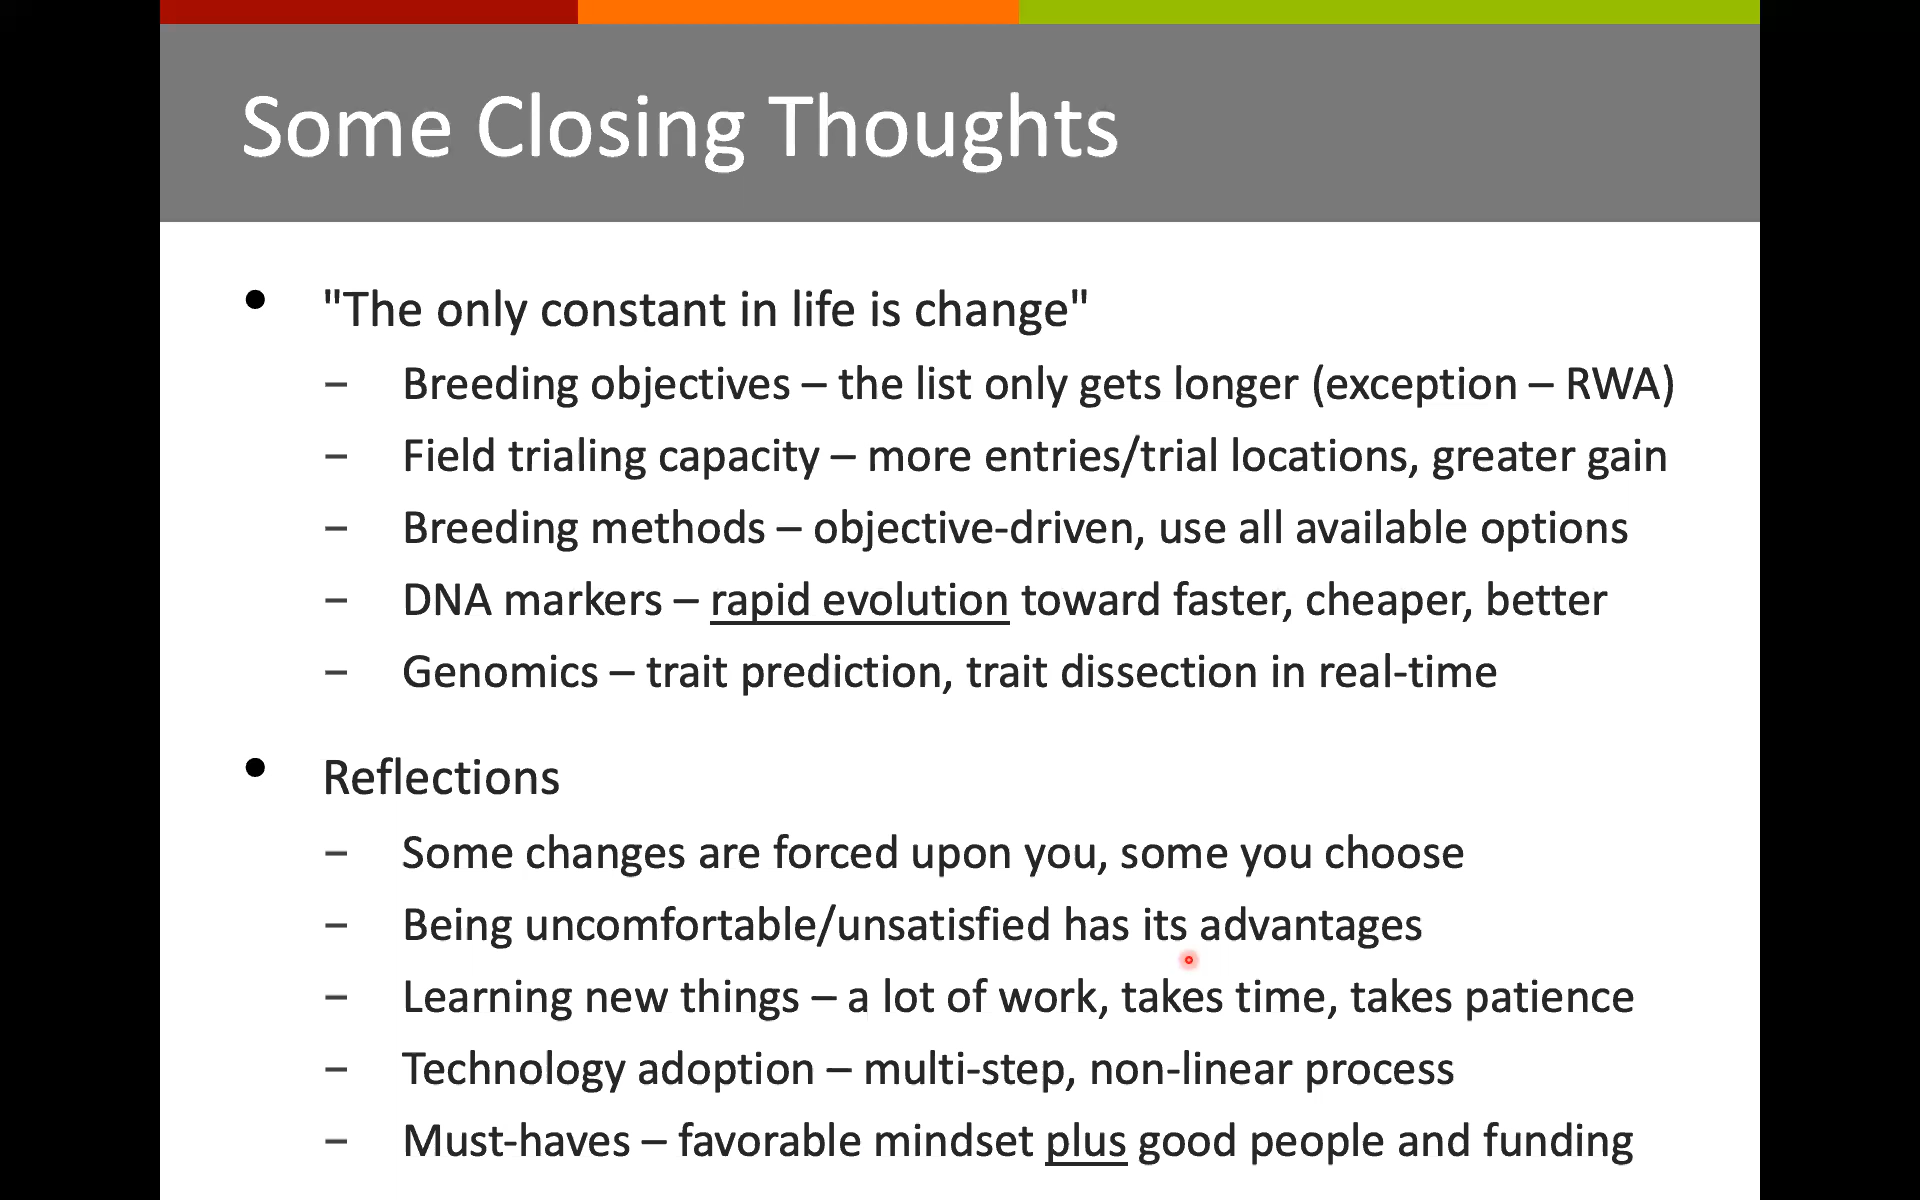 Some Closing Thoughts
• "The only constant in life is change"
– Breeding objectives – the list only gets longer (exception – RWA)
– Field trialing capacity – more entries/trial locations, greater gain
– Breeding methods – objective-driven, use all available options
– DNA markers – rapid evolution toward faster, cheaper, better
– Genomics – trait prediction, trait dissection in real-time
• Reflections
– Some changes are forced upon you, some you choose
– Being uncomfortable/unsatisfied has its advantages
– Learning new things – a lot of work, takes time, takes patience
– Technology adoption – multi-step, non-linear process
– Must-haves – favorable mindset plus good people and funding